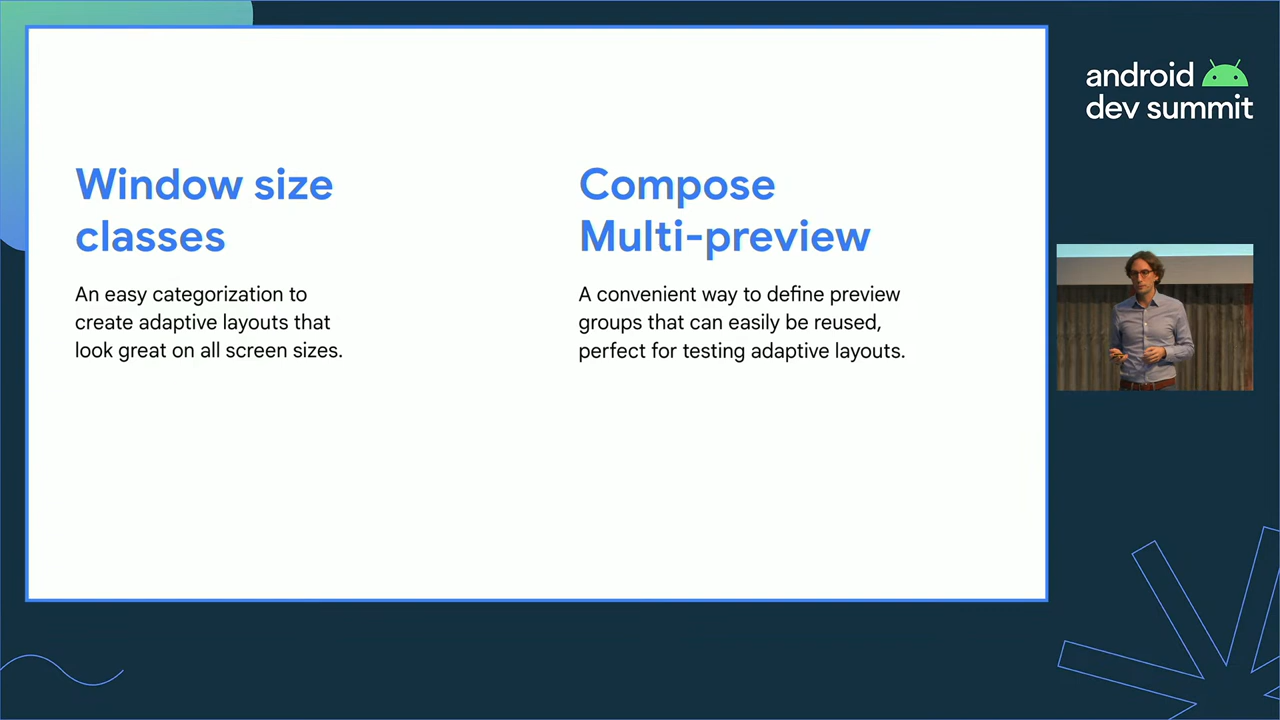 Window size
classes
An easy categorization to
create adaptive layouts that
look great on all screen sizes.
Compose
Multi-preview
A convenient way to define preview
groups that can easily be reused,
perfect for testing adaptive layouts.
android
dev summit